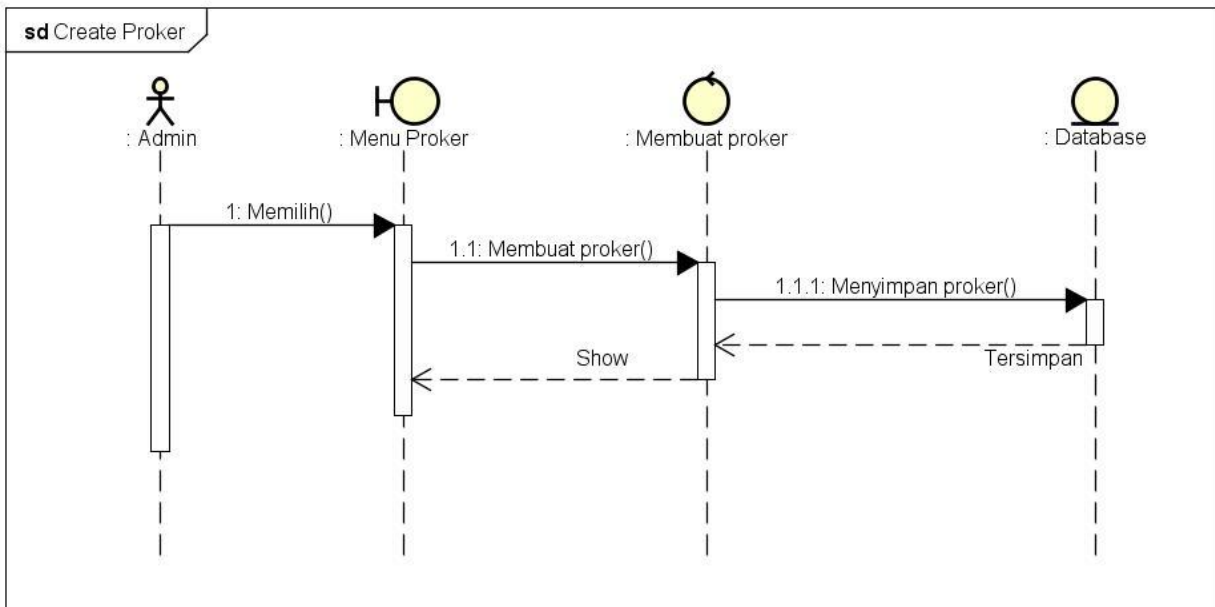 sd Create Proker
: Admin
: Menu Proker
: Membuat proker
: Database
1: Memilih()
1.1: Membuat proker()
1.1.1: Menyimpan proker()
Tersimpan
Show